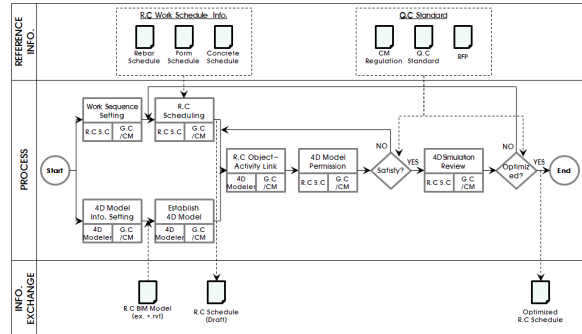 REFERENCE
INFO.
R.C Work Schedule Info.
Rebar
Schedule
Form
Schedule
Concrete
Schedule
Q.C Standard
CM
Regulation
Q.C
Standard
RFP
PROCESS
Start
Work Sequence
Setting
R.C S.C
G.C
/CM
R.C
Scheduling
R.C S.C
G.C
/CM
4D Model
Info. Setting
4D
Modeler
G.C
/CM
Establish
4D Model
4D
Modeler
G.C
/CM
R.C Object-
Activity Link
4D
Modeler
G.C
/CM
4D Model
Permission
R.C S.C
G.C
/CM
NO
Satisfy?
YES
4D Simulation
Review
R.C S.C
G.C
/CM
NO
Optimiz
ed?
YES
End
INFO.
EXCHANGE
R.C BIM Model
(ex. *.rvt)
R.C Schedule
(Draft)
Optimized
R.C Schedule